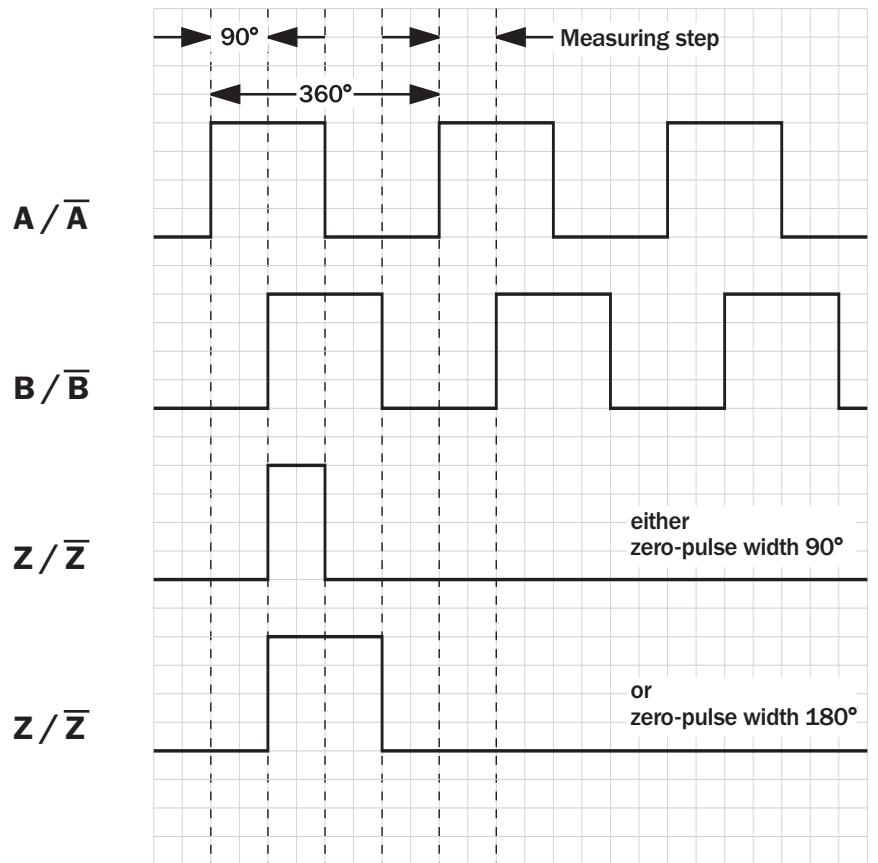 90° Measuring step
360°
A / A̅
B / B̅
Z / Z̅
either
zero-pulse width 90°
Z / Z̅
or
zero-pulse width 180°